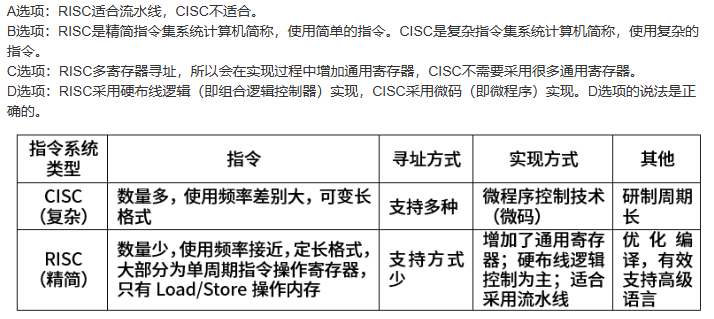 A选项：RISC适合流水线，CISC不适合。
B选项：RISC是精简指令集系统计算机简称，使用简单的指令。CISC是复杂指令集系统计算机简称，使用复杂的
指令。
C选项：RISC多寄存器寻址，所以会在实现过程中增加通用寄存器，CISC不需要采用很多通用寄存器。
D选项：RISC采用硬布线逻辑（即组合逻辑控制器）实现，CISC采用微码（即微程序）实现。D选项的说法是正
确的。
指令系统
类型
指令
寻址方式
实现方式
其他
CISC
（复杂）
数量多，使用频率差别大，可变长
格式
支持多种
微程序控制技术
（微码）
研制周期
长
RISC
（精简）
数量少，使用频率接近，定长格式，
大部分为单周期指令操作寄存器，
只有 Load/Store 操作内存
支持方式
少
增加了通用寄存
器；硬布线逻辑
控制为主；适合
采用流水线
优化编
译，有效
支持高级
语言